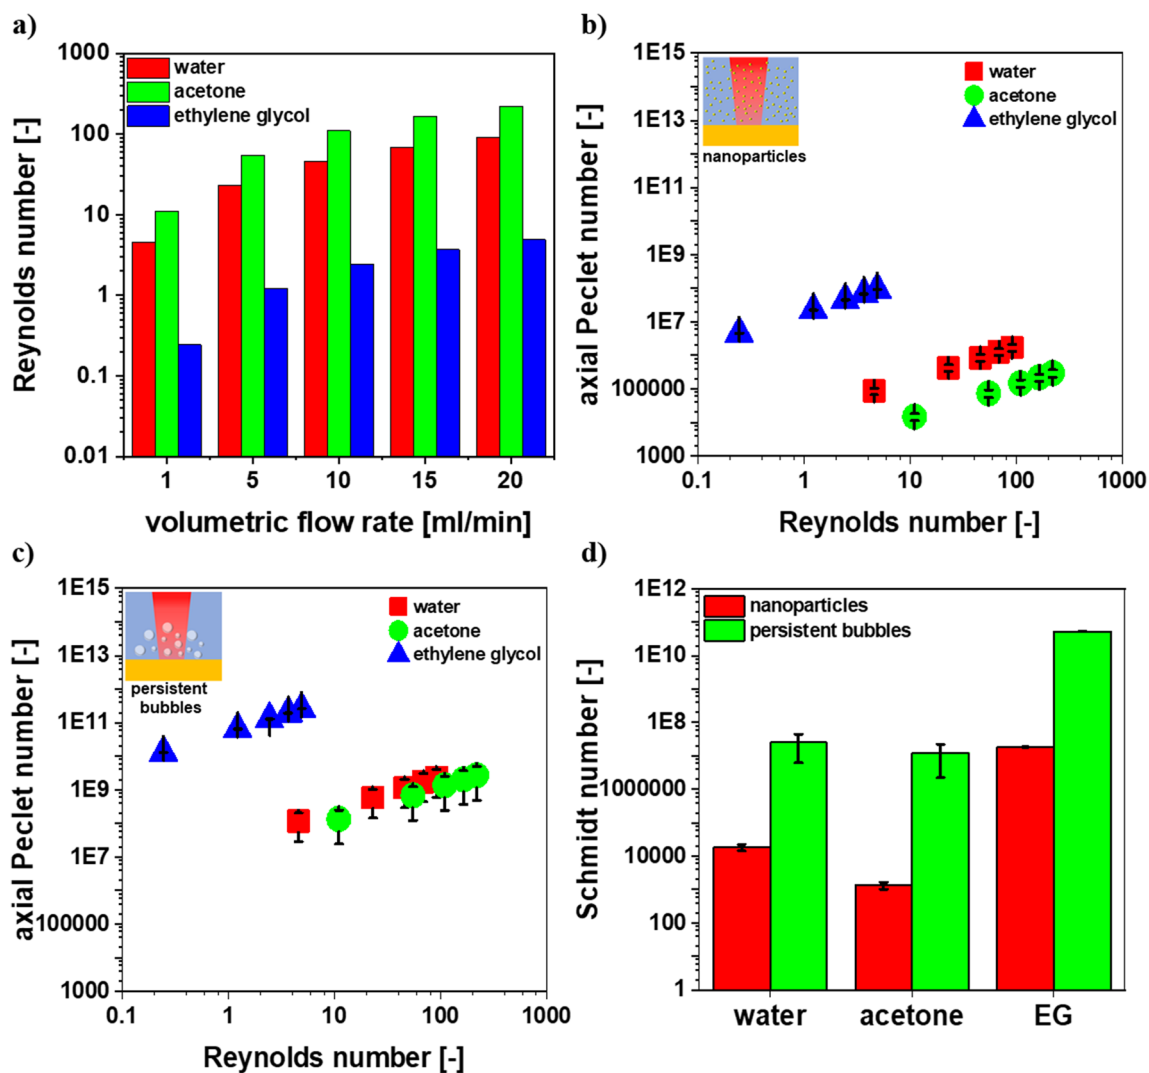 a)
1000
100
10
1
0.1
0.01
Reynolds number [-]
water
acetone
ethylene glycol
1 5 10 15 20
volumetric flow rate [ml/min]
b)
1E15
1E13
1E11
1E9
1E7
100000
1000
axial Peclet number [-]
nanoparticles
water
acetone
ethylene glycol
0.1 1 10 100 1000
Reynolds number [-]
c)
1E15
1E13
1E11
1E9
1E7
100000
1000
axial Peclet number [-]
persistent
bubbles
water
acetone
ethylene glycol
0.1 1 10 100 1000
Reynolds number [-]
d)
1E12
1E10
1E8
1000000
10000
100
1
Schmidt number [-]
nanoparticles
persistent bubbles
water acetone EG